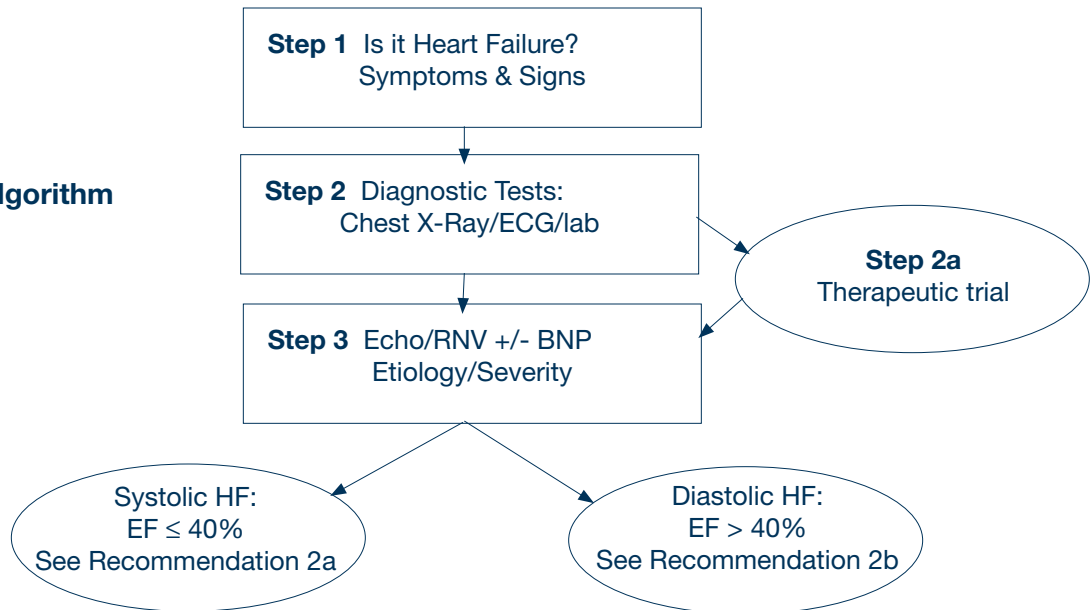 Step 1 Is it Heart Failure?
Symptoms & Signs
Step 2 Diagnostic Tests:
Chest X-Ray/ECG/lab
lgorithm
Step 2a
Therapeutic trial
Step 3 Echo/RNV +/- BNP
Etiology/Severity
Systolic HF:
EF ≤ 40%
See Recommendation 2a
Diastolic HF:
EF > 40%
See Recommendation 2b